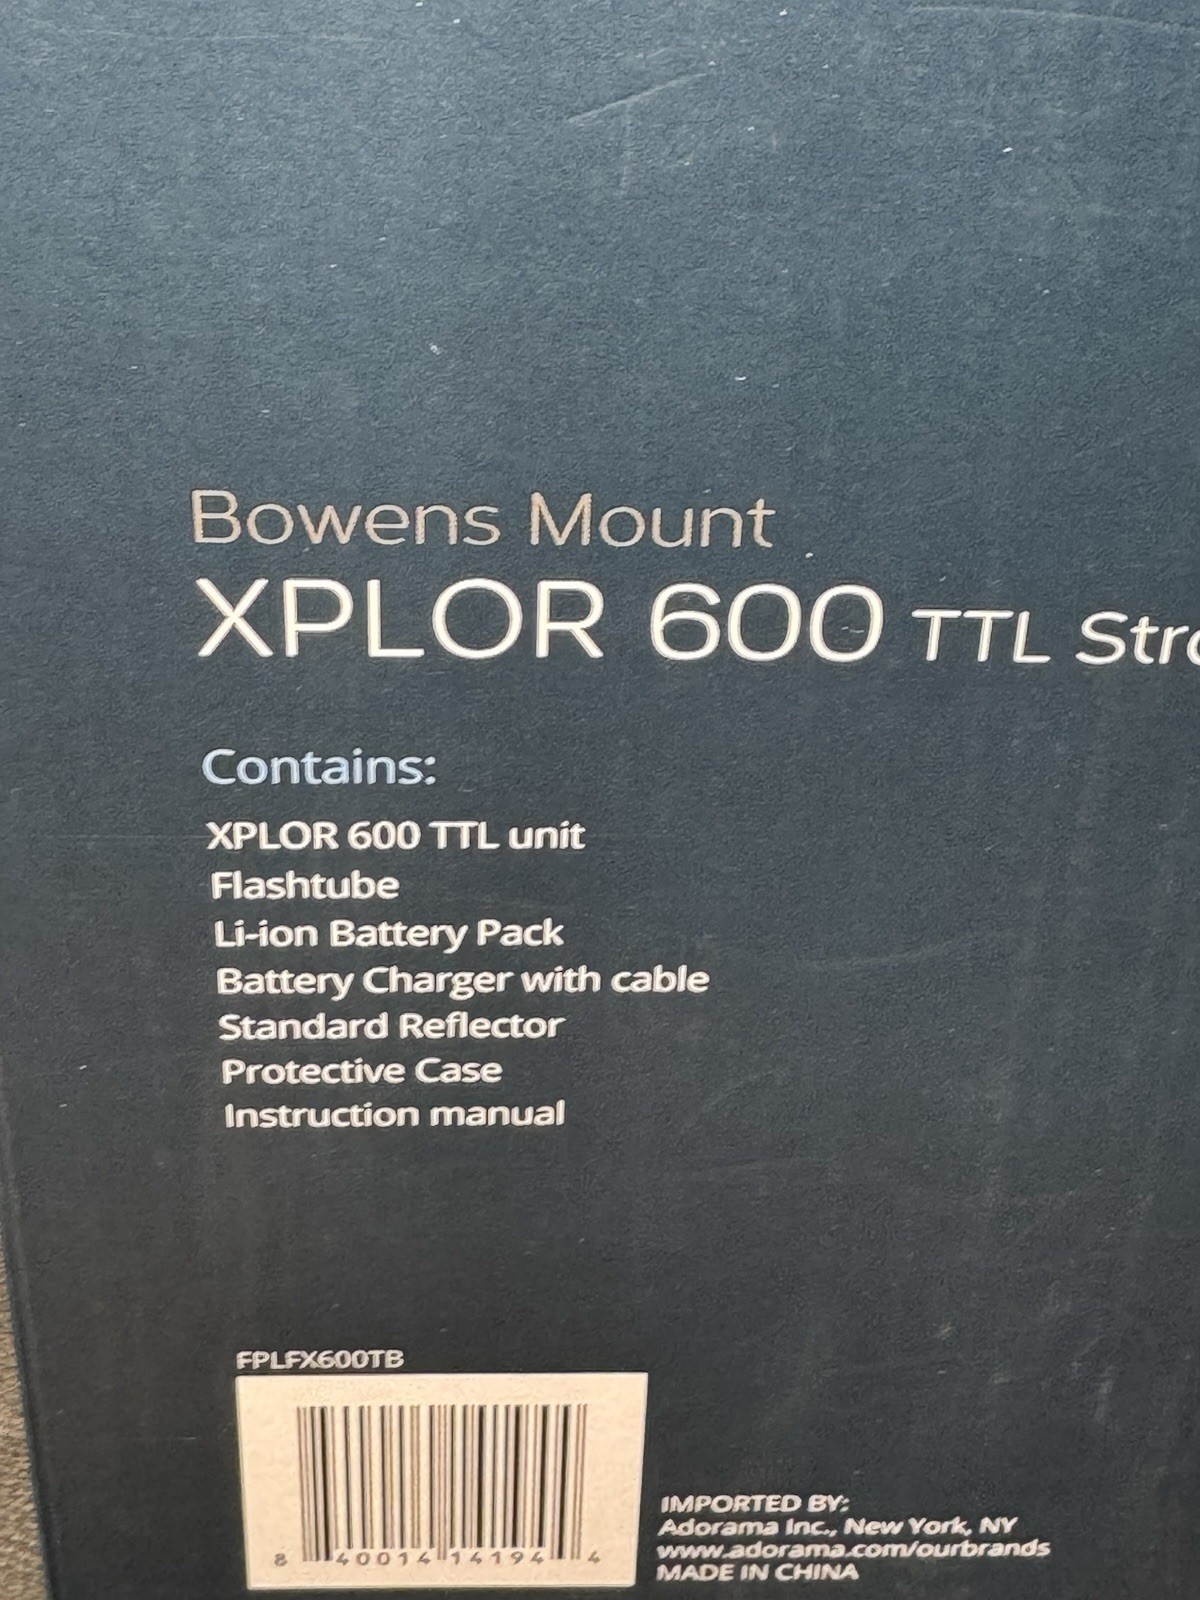 Bowens Mount
XPLOR 600 TTL Stro
Contains:
XPLOR 600 TTL unit
Flashtube
Li-ion Battery Pack
Battery Charger with cable
Standard Reflector
Protective Case
Instruction manual
FPLFX600TB
8 40014 14194 4
IMPORTED BY:
Adorama Inc., New York, NY
www.adorama.com/ourbrands
MADE IN CHINA